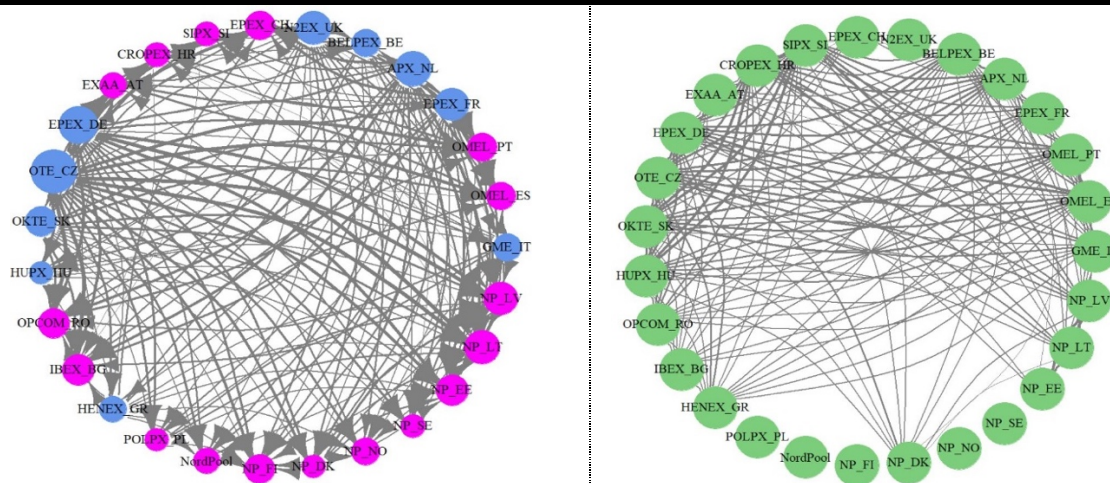 EPEX_CH
N2EX_UK
SIPX_SI
BELPEX_BE
CROPEX_HR
APX_NL
EXAA_AT
EPEX_FR
EPEX_DE
OMEL_PT
OTE_CZ
OMEL_ES
OKTE_SK
GME_IT
HUPX_HU
NP_LV
OPCOM_RO
NP_LT
IBEX_BG
NP_EE
HENEX_GR
NP_SE
POLPX_PL
NP_NO
NordPool
NP_FI
NP_DK
EPEX_CH
N2EX_UK
SIPX_SI
BELPEX_BE
CROPEX_HR
APX_NL
EXAA_AT
EPEX_FR
EPEX_DE
OMEL_PT
OTE_CZ
OMEL_E
OKTE_SK
GME_I
HUPX_HU
NP_LV
OPCOM_RO
NP_LT
IBEX_BG
NP_EE
HENEX_GR
NP_SE
POLPX_PL
NP_NO
NordPool
NP_FI
NP_DK